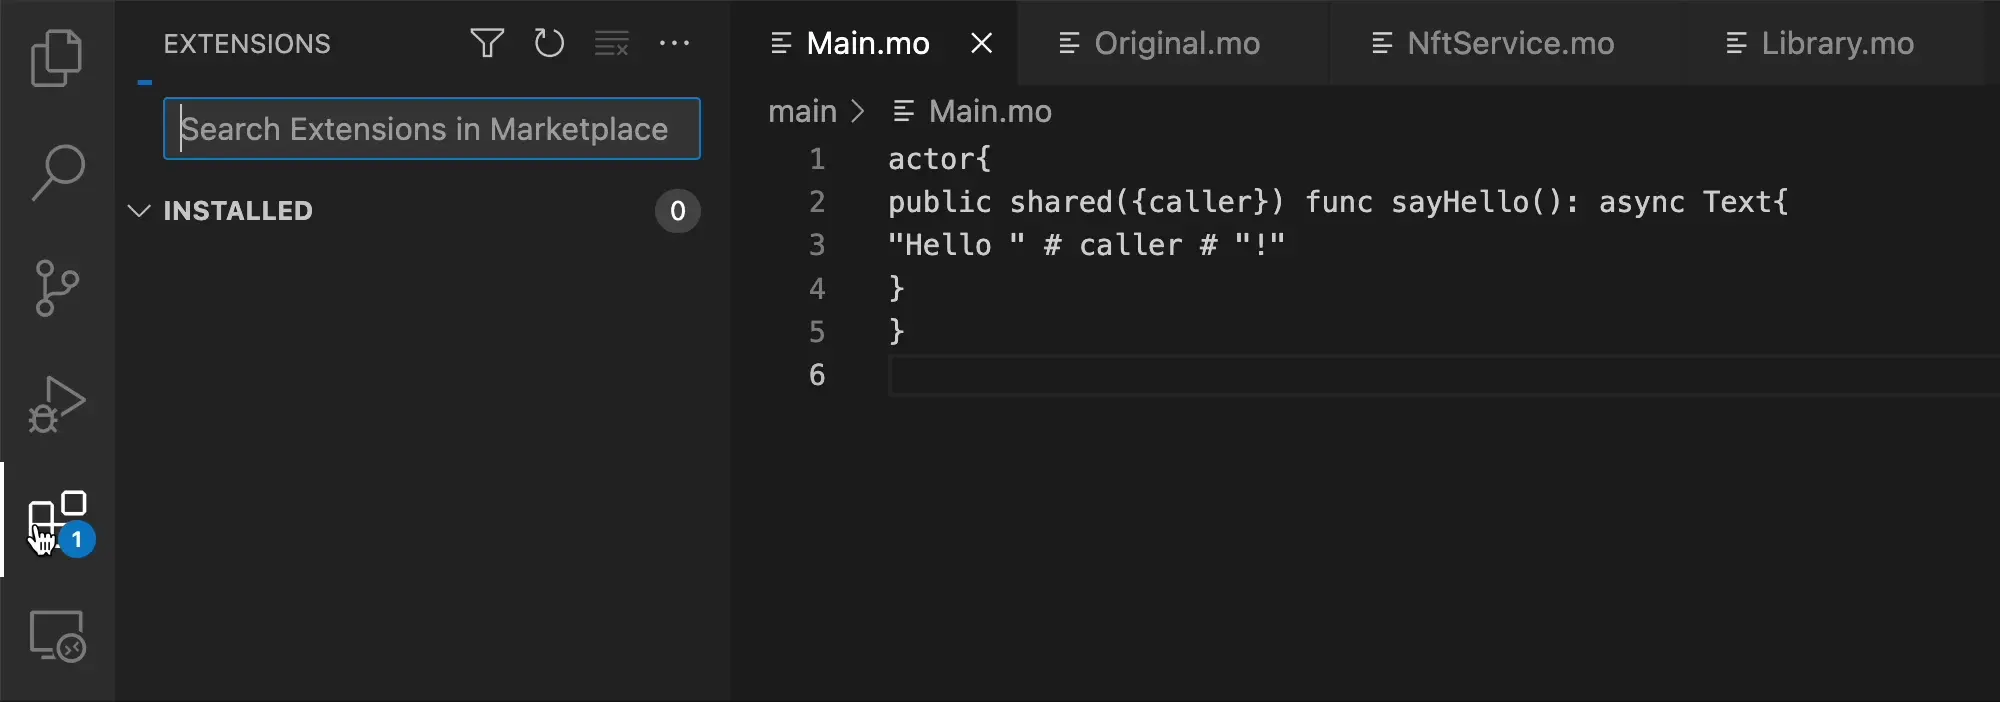 EXTENSIONS
Search Extensions in Marketplace
INSTALLED 0
1
Main.mo Original.mo NftService.mo Library.mo
main > Main.mo
1 actor{
2 public shared({caller}) func sayHello(): async Text{
3 "Hello " # caller # "!"
4 }
5 }
6